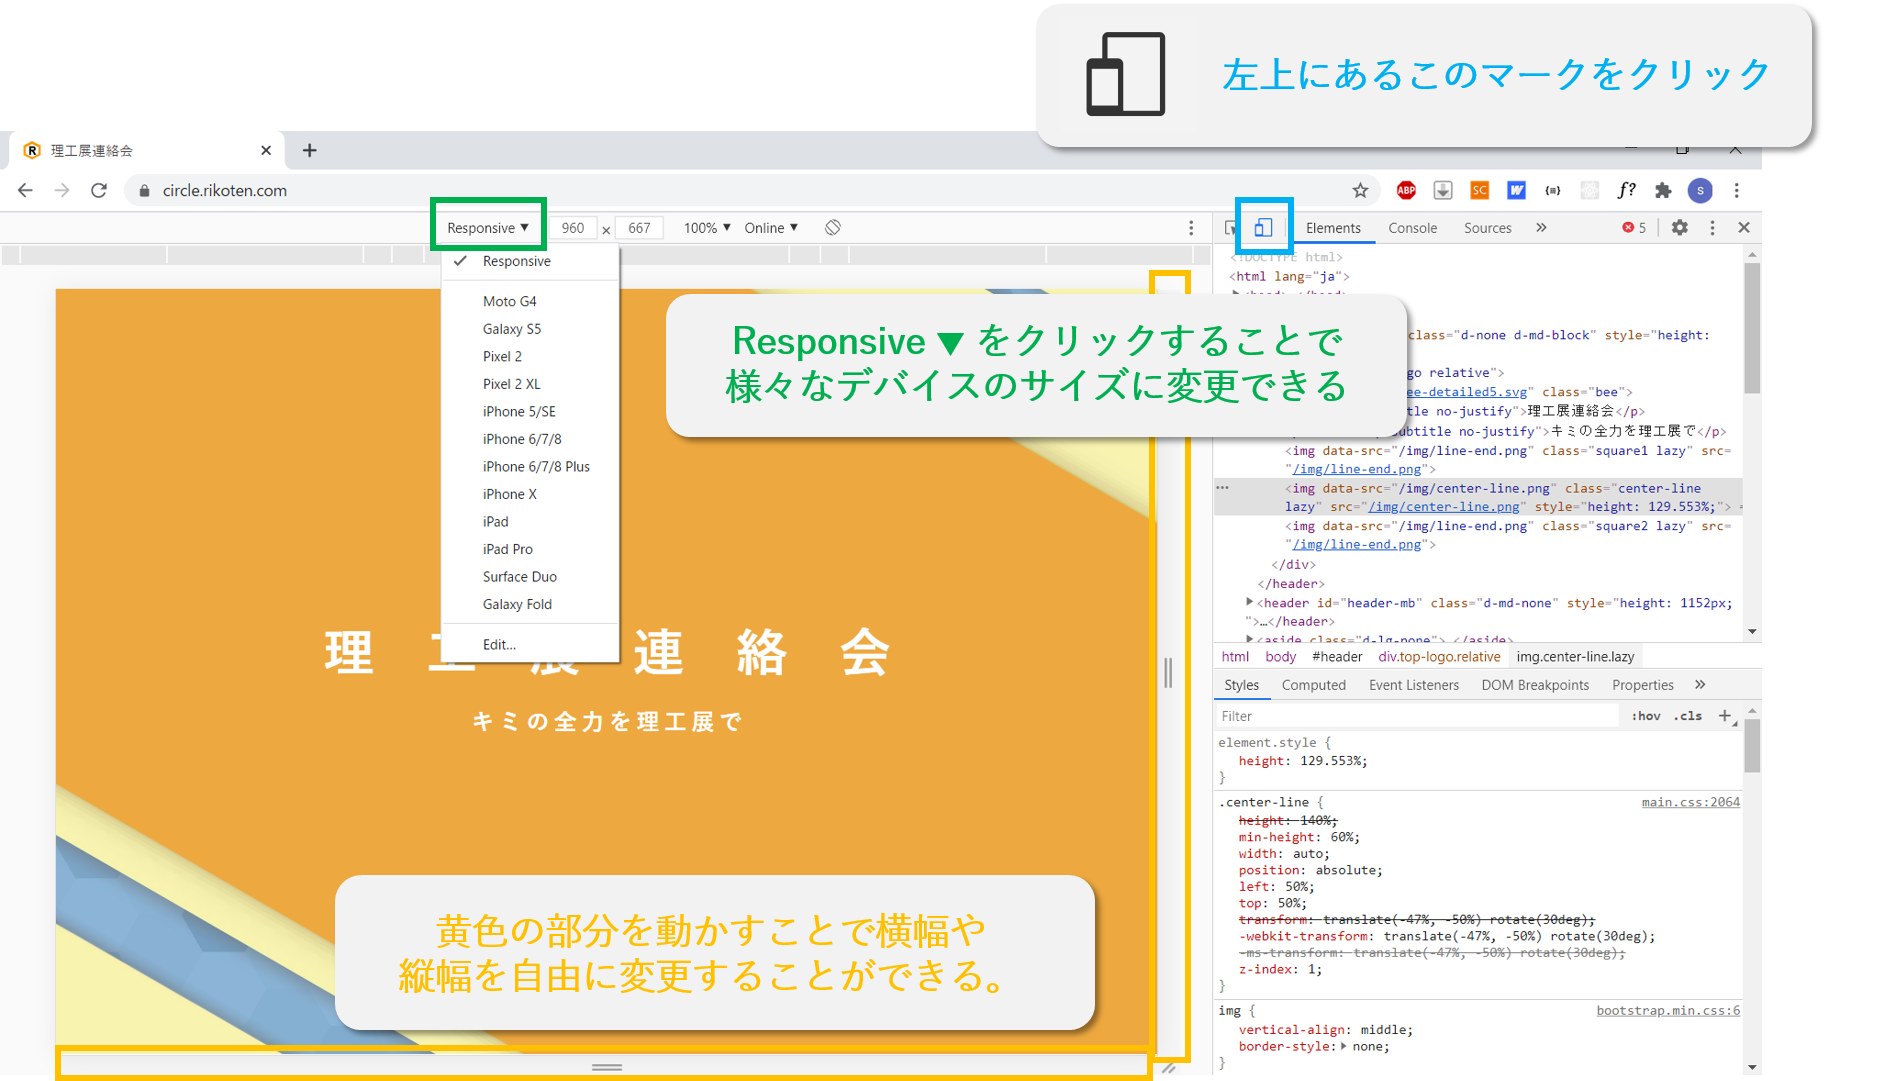 左上にあるこのマークをクリック
理工展連絡会
circle.rikoten.com
ABP
SC
W
f?
S
Responsive ▼ 960 × 667 100% ▼ Online ▼
Elements Console Sources » 5
✓ Responsive
Moto G4
Galaxy S5
Pixel 2
Pixel 2 XL
iPhone 5/SE
iPhone 6/7/8
iPhone 6/7/8 Plus
iPhone X
iPad
iPad Pro
Surface Duo
Galaxy Fold
Edit...
Responsive ▼ をクリックすることで
様々なデバイスのサイズに変更できる
理工展連絡会
キミの全力を理工展で
黄色の部分を動かすことで横幅や
縦幅を自由に変更することができる。
<!DOCTYPE html>
<html lang="ja">
class="d-none d-md-block" style="height:
go relative">
ee-detailed5.svg" class="bee">
tle no-justify">理工展連絡会</p>
ubtitle no-justify">キミの全力を理工展で</p>
<img data-src="/img/line-end.png" class="square1 lazy" src=
"/img/line-end.png">
<img data-src="/img/center-line.png" class="center-line
lazy" src="/img/center-line.png" style="height: 129.553%;">
<img data-src="/img/line-end.png" class="square2 lazy" src=
"/img/line-end.png">
</div>
</header>
<header id="header-mb" class="d-md-none" style="height: 1152px;
">…</header>
<aside class="d-lg-none"> </aside>
html body #header div.top-logo.relative img.center-line.lazy
Styles Computed Event Listeners DOM Breakpoints Properties »
Filter :hov .cls +
element.style {
height: 129.553%;
}
.center-line { main.css:2064
height: 140%;
min-height: 60%;
width: auto;
position: absolute;
left: 50%;
top: 50%;
transform: translate(-47%, -50%) rotate(30deg);
-webkit-transform: translate(-47%, -50%) rotate(30deg);
-ms-transform: translate(-47%, -50%) rotate(30deg);
z-index: 1;
}
img { bootstrap.min.css:6
vertical-align: middle;
border-style: none;
}